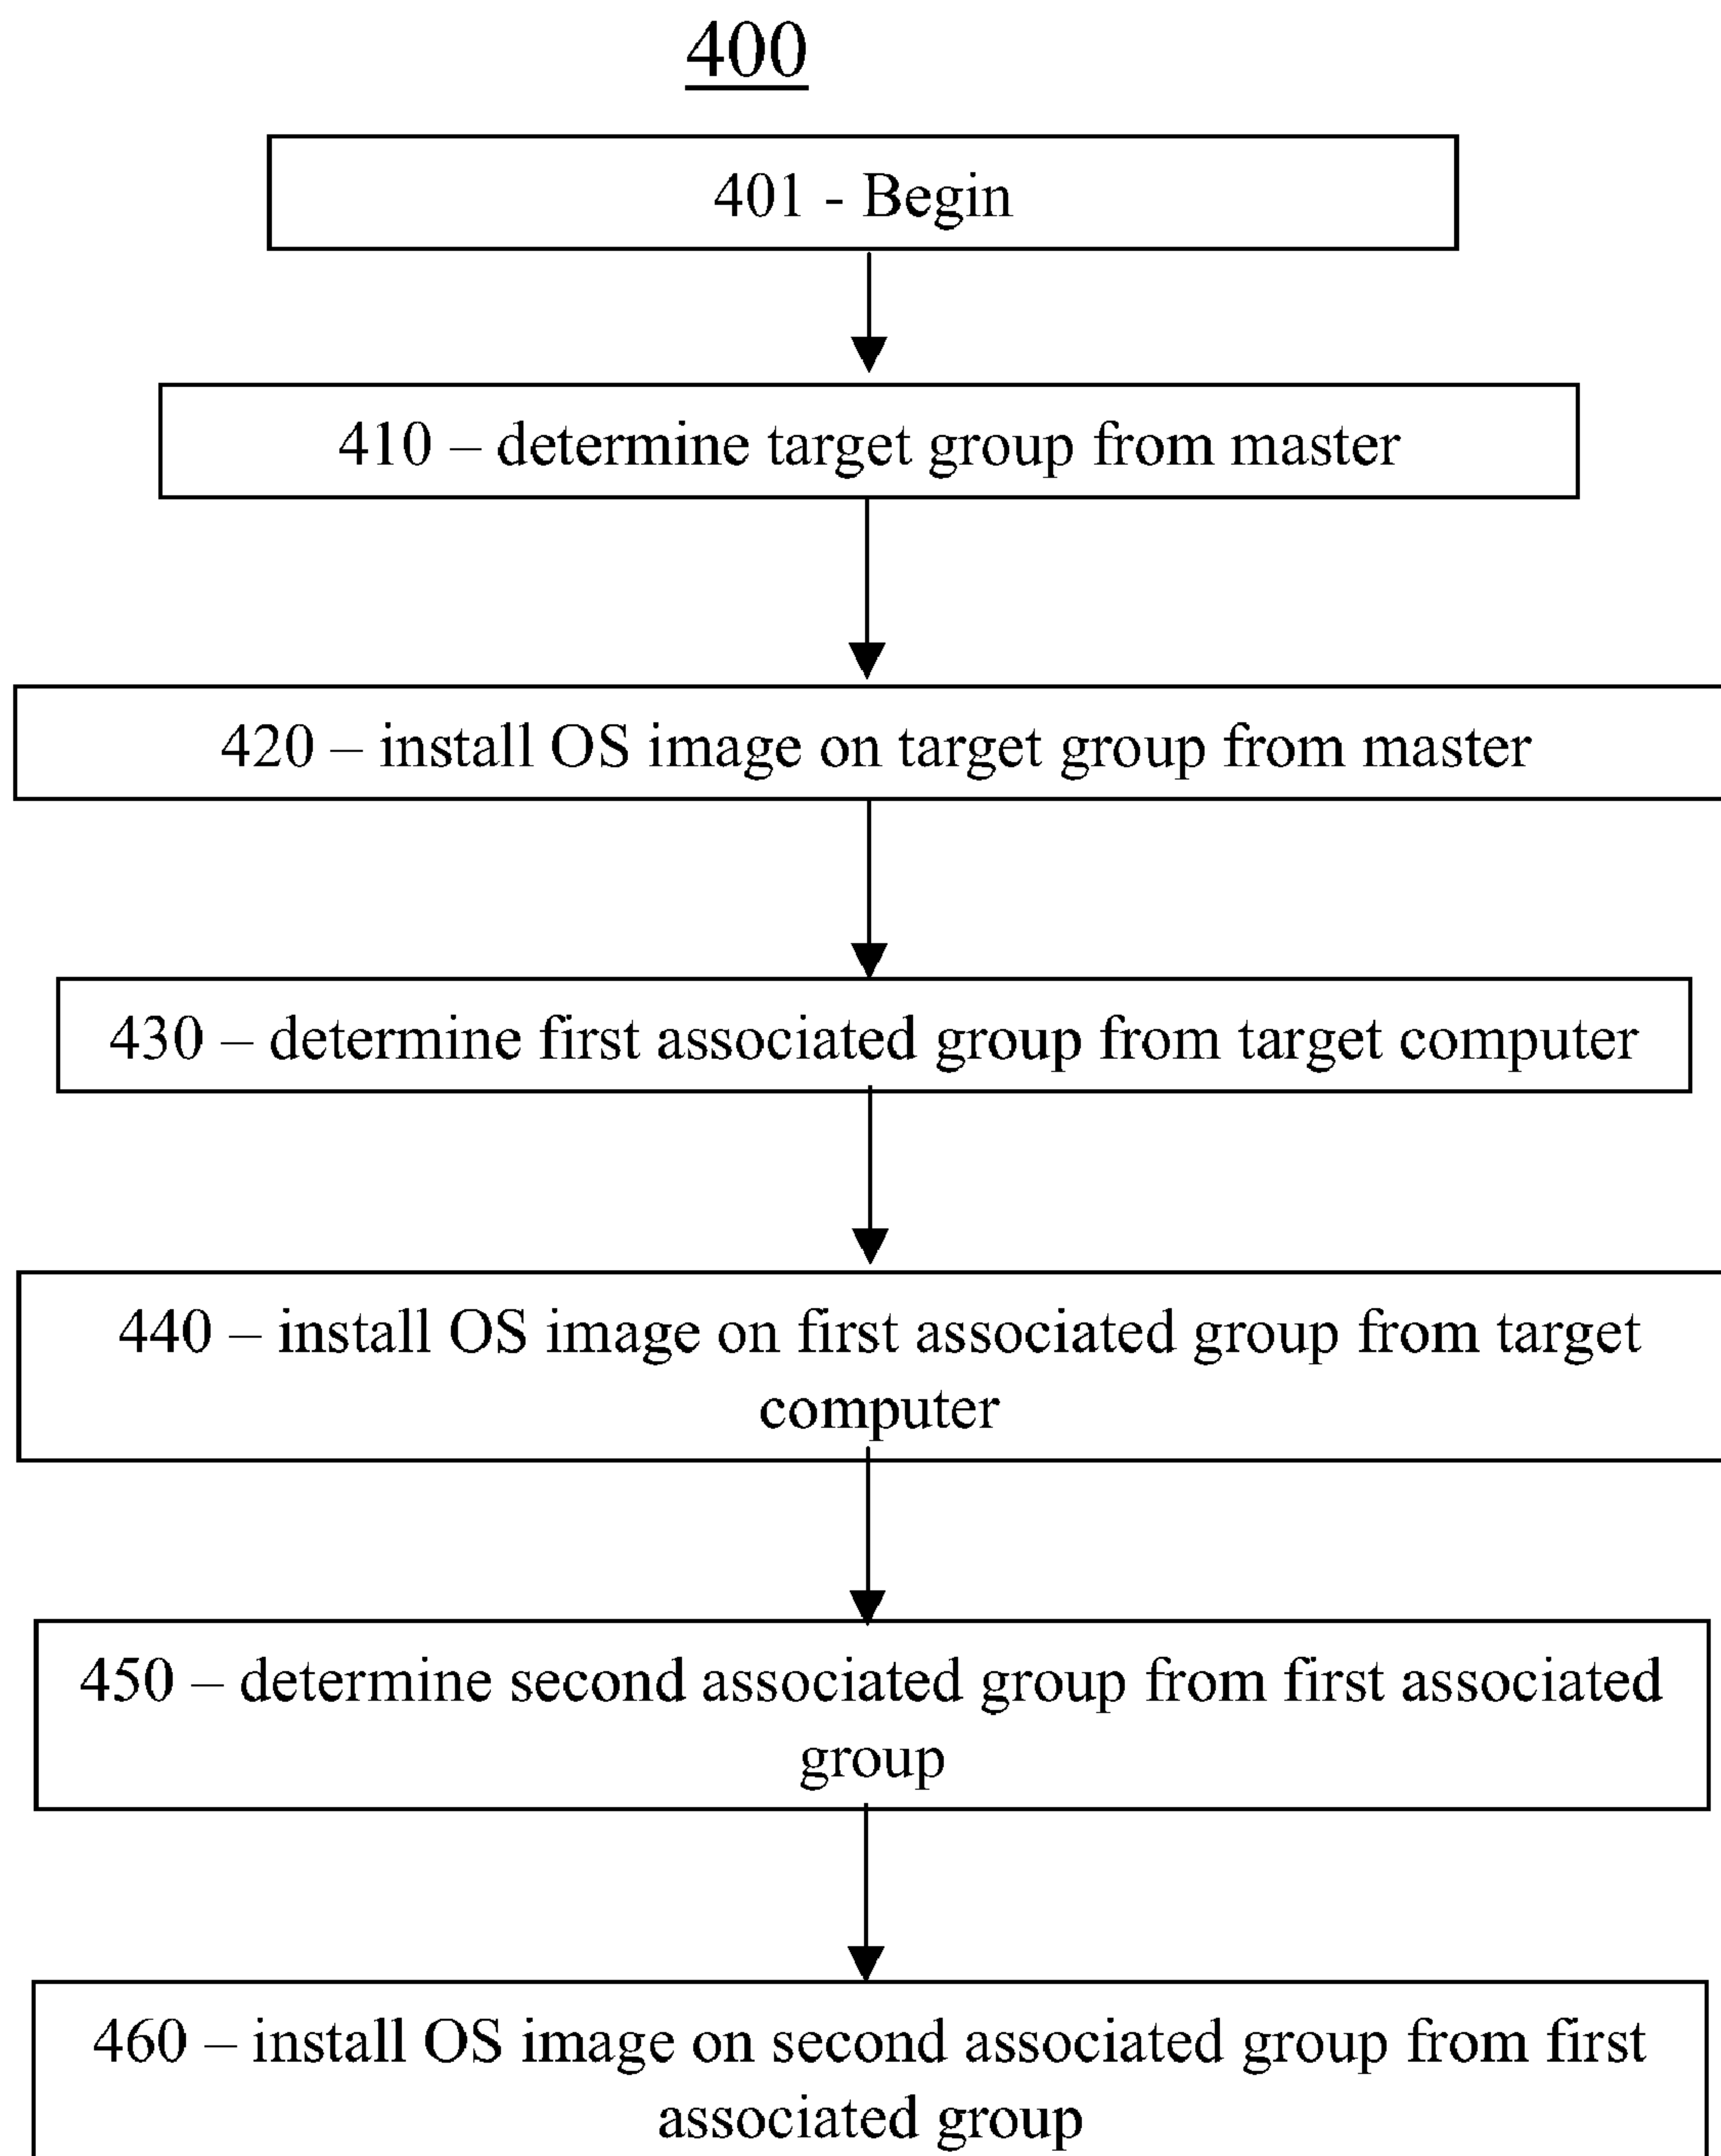 400
401 - Begin
410 – determine target group from master
420 – install OS image on target group from master
430 – determine first associated group from target computer
440 – install OS image on first associated group from target
computer
450 – determine second associated group from first associated
group
460 – install OS image on second associated group from first
associated group